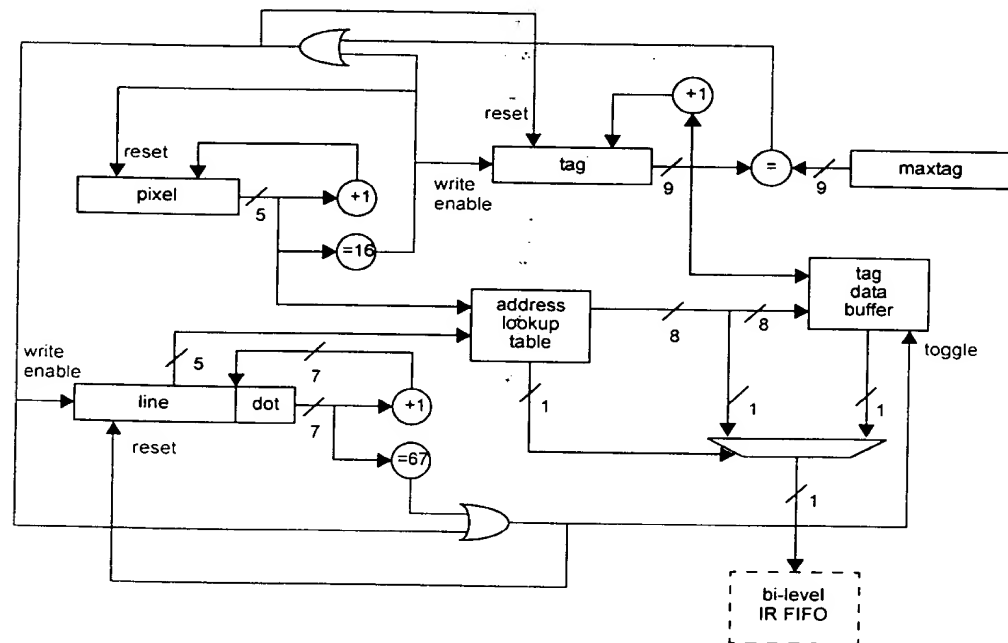 reset
+1
reset
tag
9
=
9
maxtag
write
enable
pixel
5
+1
=16
address
lookup
table
8
8
tag
data
buffer
toggle
write
enable
5
7
line
dot
7
+1
1
1
1
reset
=67
1
bi-level
IR FIFO